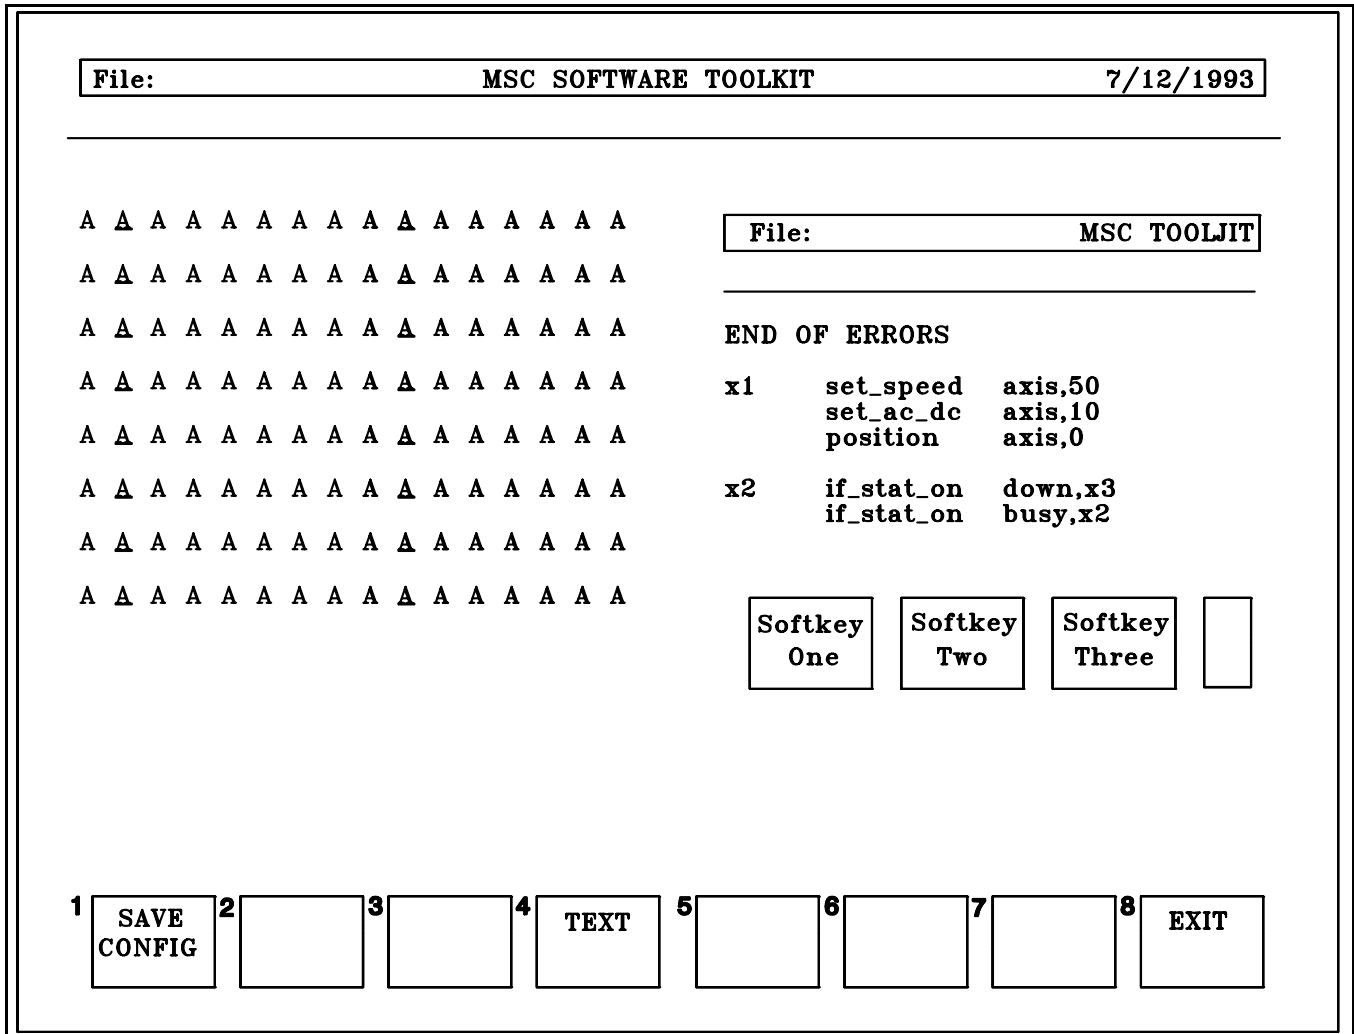 File: MSC SOFTWARE TOOLKIT 7/12/1993
A A A A A A A A A A A A A A A A
A A A A A A A A A A A A A A A A
A A A A A A A A A A A A A A A A
A A A A A A A A A A A A A A A A
A A A A A A A A A A A A A A A A
A A A A A A A A A A A A A A A A
A A A A A A A A A A A A A A A A
A A A A A A A A A A A A A A A A
File: MSC TOOLJIT
END OF ERRORS
x1 set_speed axis,50
set_ac_dc axis,10
position axis,0
x2 if_stat_on down,x3
if_stat_on busy,x2
Softkey One
Softkey Two
Softkey Three
1 SAVE CONFIG
2
3
4 TEXT
5
6
7
8 EXIT